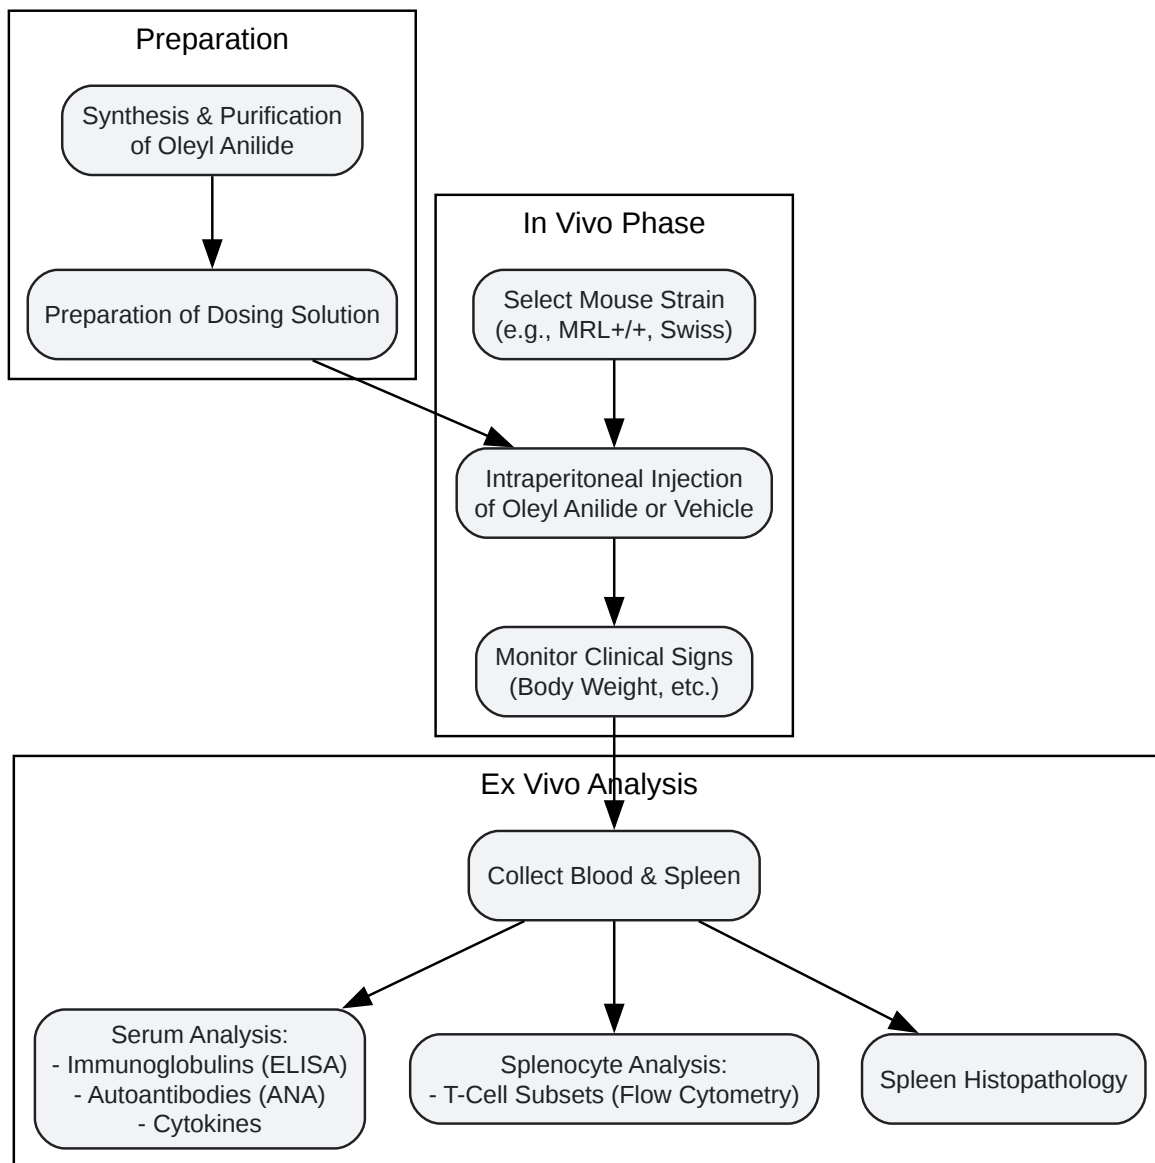 Preparation
Synthesis & Purification
of Oleyl Anilide
Preparation of Dosing Solution
In Vivo Phase
Select Mouse Strain
(e.g., MRL+/+, Swiss)
Intraperitoneal Injection
of Oleyl Anilide or Vehicle
Monitor Clinical Signs
(Body Weight, etc.)
Ex Vivo Analysis
Collect Blood & Spleen
Serum Analysis:
- Immunoglobulins (ELISA)
- Autoantibodies (ANA)
- Cytokines
Splenocyte Analysis:
- T-Cell Subsets (Flow Cytometry)
Spleen Histopathology